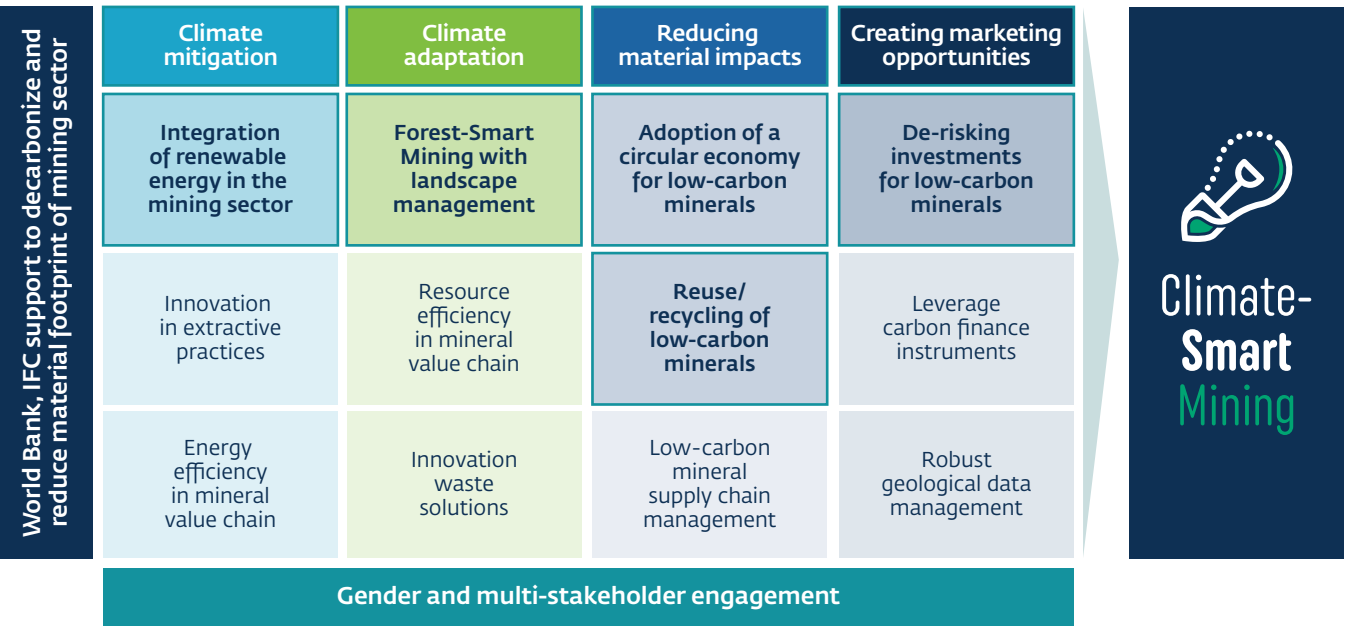 World Bank, IFC support to decarbonize and
reduce material footprint of mining sector
Climate
mitigation
Climate
adaptation
Reducing
material impacts
Creating marketing
opportunities
Integration
of renewable
energy in the
mining sector
Forest-Smart
Mining with
landscape
management
Adoption of a
circular economy
for low-carbon
minerals
De-risking
investments
for low-carbon
minerals
Innovation
in extractive
practices
Resource
efficiency
in mineral
value chain
Reuse/
recycling of
low-carbon
minerals
Leverage
carbon finance
instruments
Energy
efficiency
in mineral
value chain
Innovation
waste
solutions
Low-carbon
mineral
supply chain
management
Robust
geological data
management
Gender and multi-stakeholder engagement
Climate-
Smart
Mining